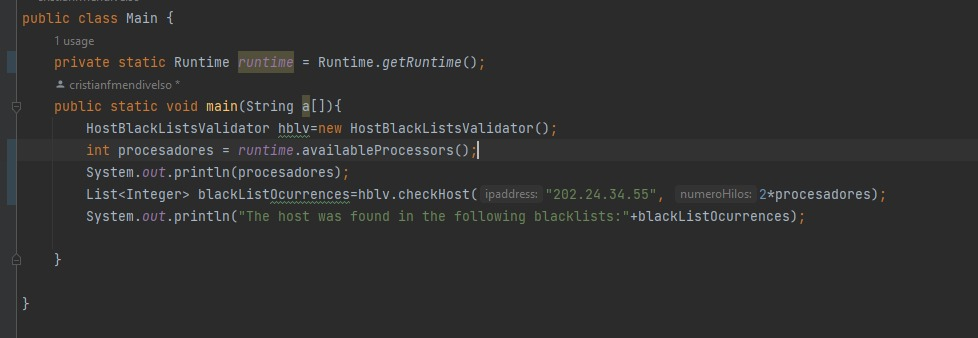 public class Main {
1 usage
private static Runtime runtime = Runtime.getRuntime();
cristianfmendivelso *
public static void main(String a[]){
HostBlackListsValidator hblv=new HostBlackListsValidator();
int procesadores = runtime.availableProcessors();
System.out.println(procesadores);
List<Integer> blackListOcurrences=hblv.checkHost( ipaddress: "202.24.34.55", numeroHilos: 2*procesadores);
System.out.println("The host was found in the following blacklists:"+blackListOcurrences);
}
}